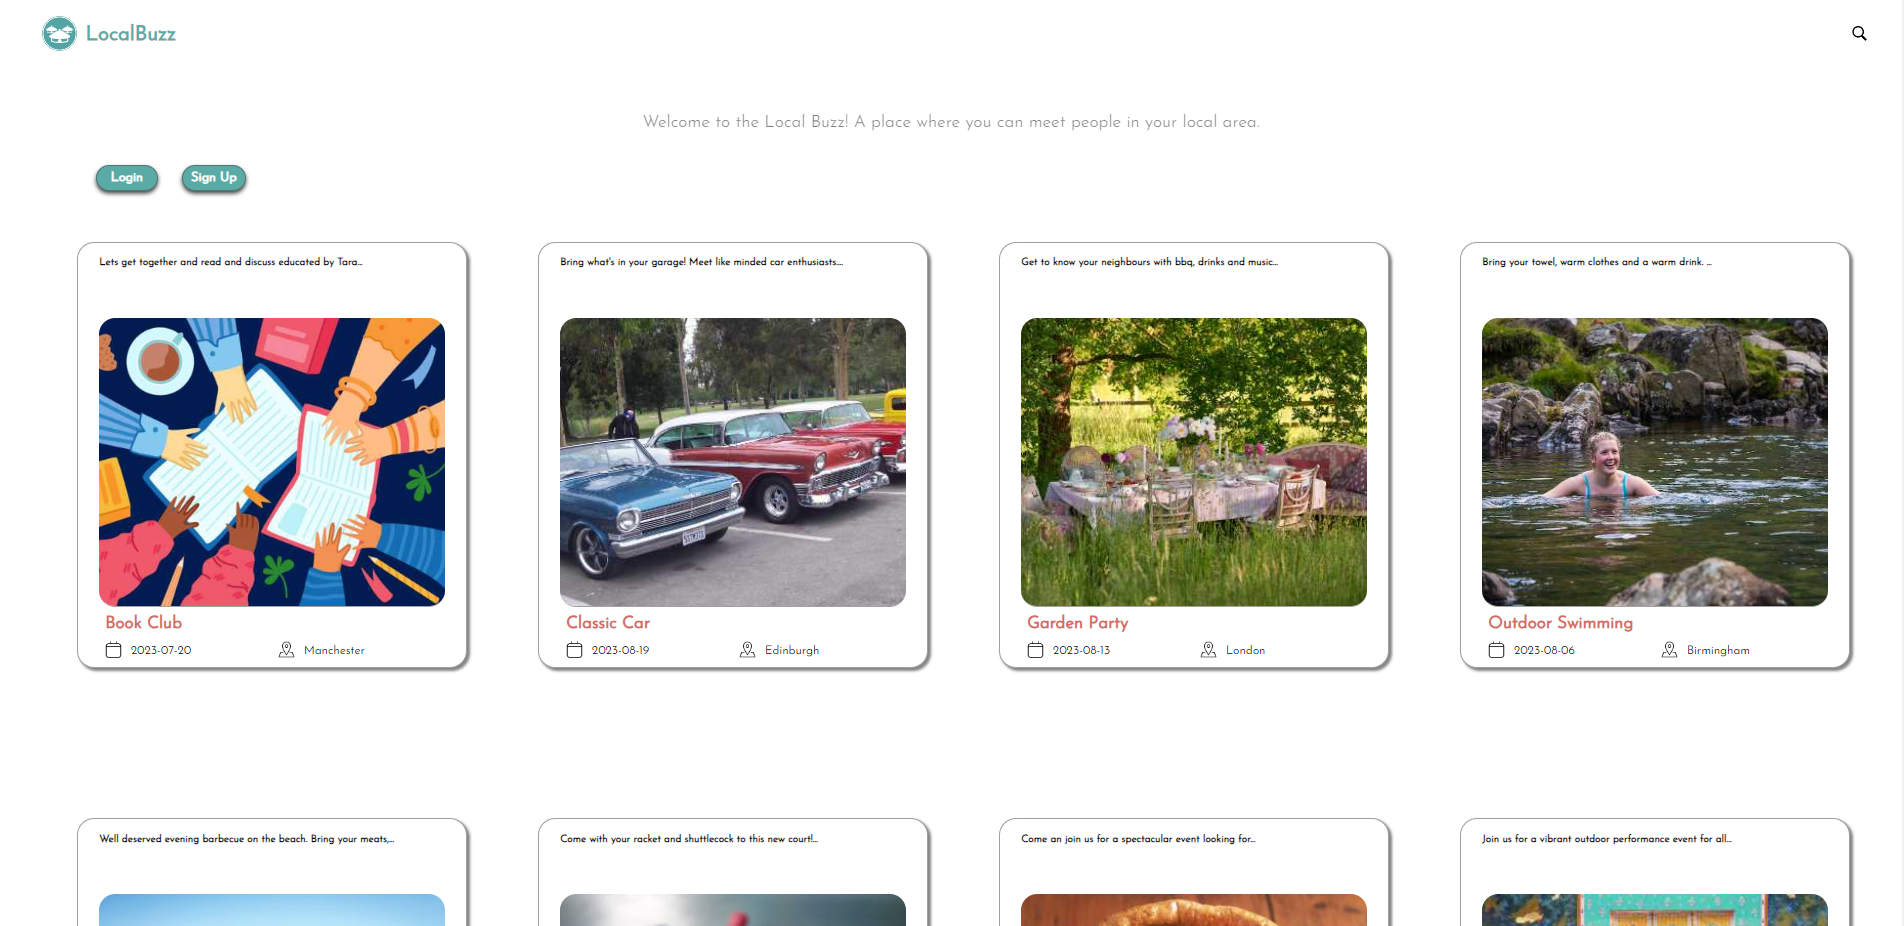 LocalBuzz
Welcome to the Local Buzz! A place where you can meet people in your local area.
Login
Sign Up
Lets get together and read and discuss educated by Tara...
Bring what's in your garage! Meet like minded car enthusiasts....
Get to know your neighbours with bbq, drinks and music...
Bring your towel, warm clothes and a warm drink. ...
Book Club
2023-07-20
Manchester
Classic Car
2023-08-19
Edinburgh
Garden Party
2023-08-13
London
Outdoor Swimming
2023-08-06
Birmingham
Well deserved evening barbecue on the beach. Bring your meats,...
Come with your racket and shuttlecock to this new court!...
Come an join us for a spectacular event looking for...
Join us for a vibrant outdoor performance event for all...